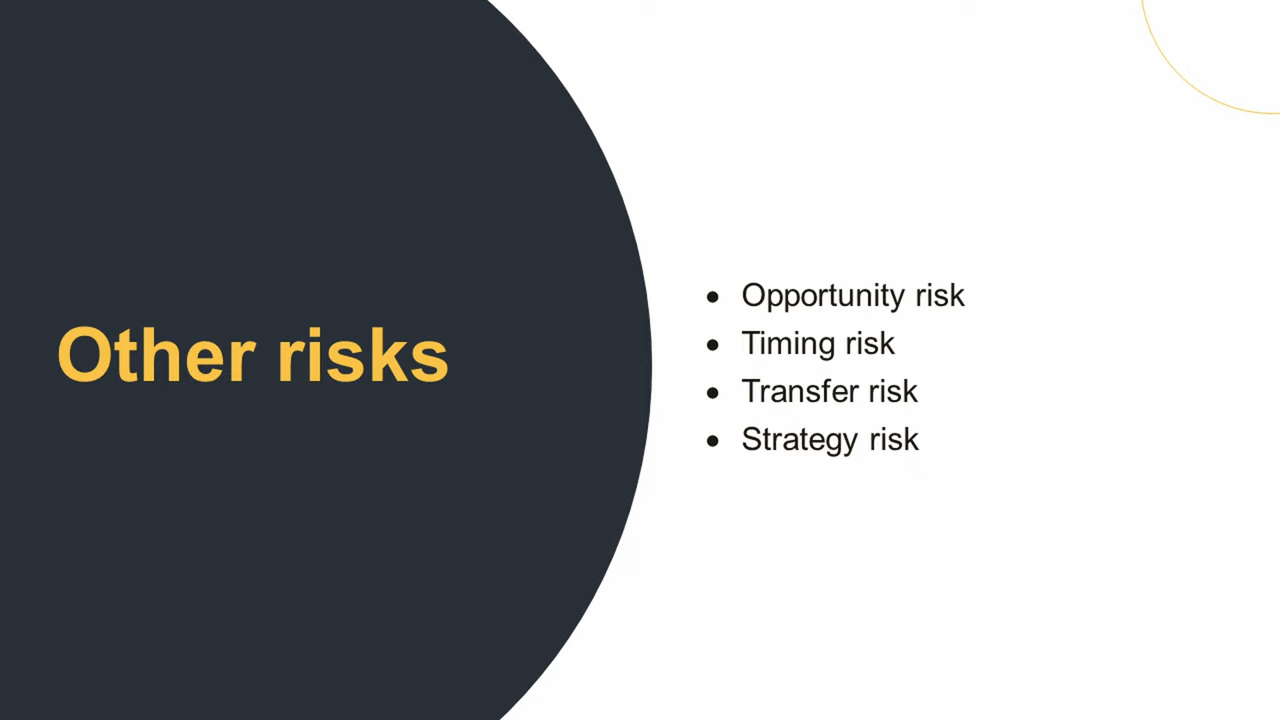 Other risks
• Opportunity risk
• Timing risk
• Transfer risk
• Strategy risk